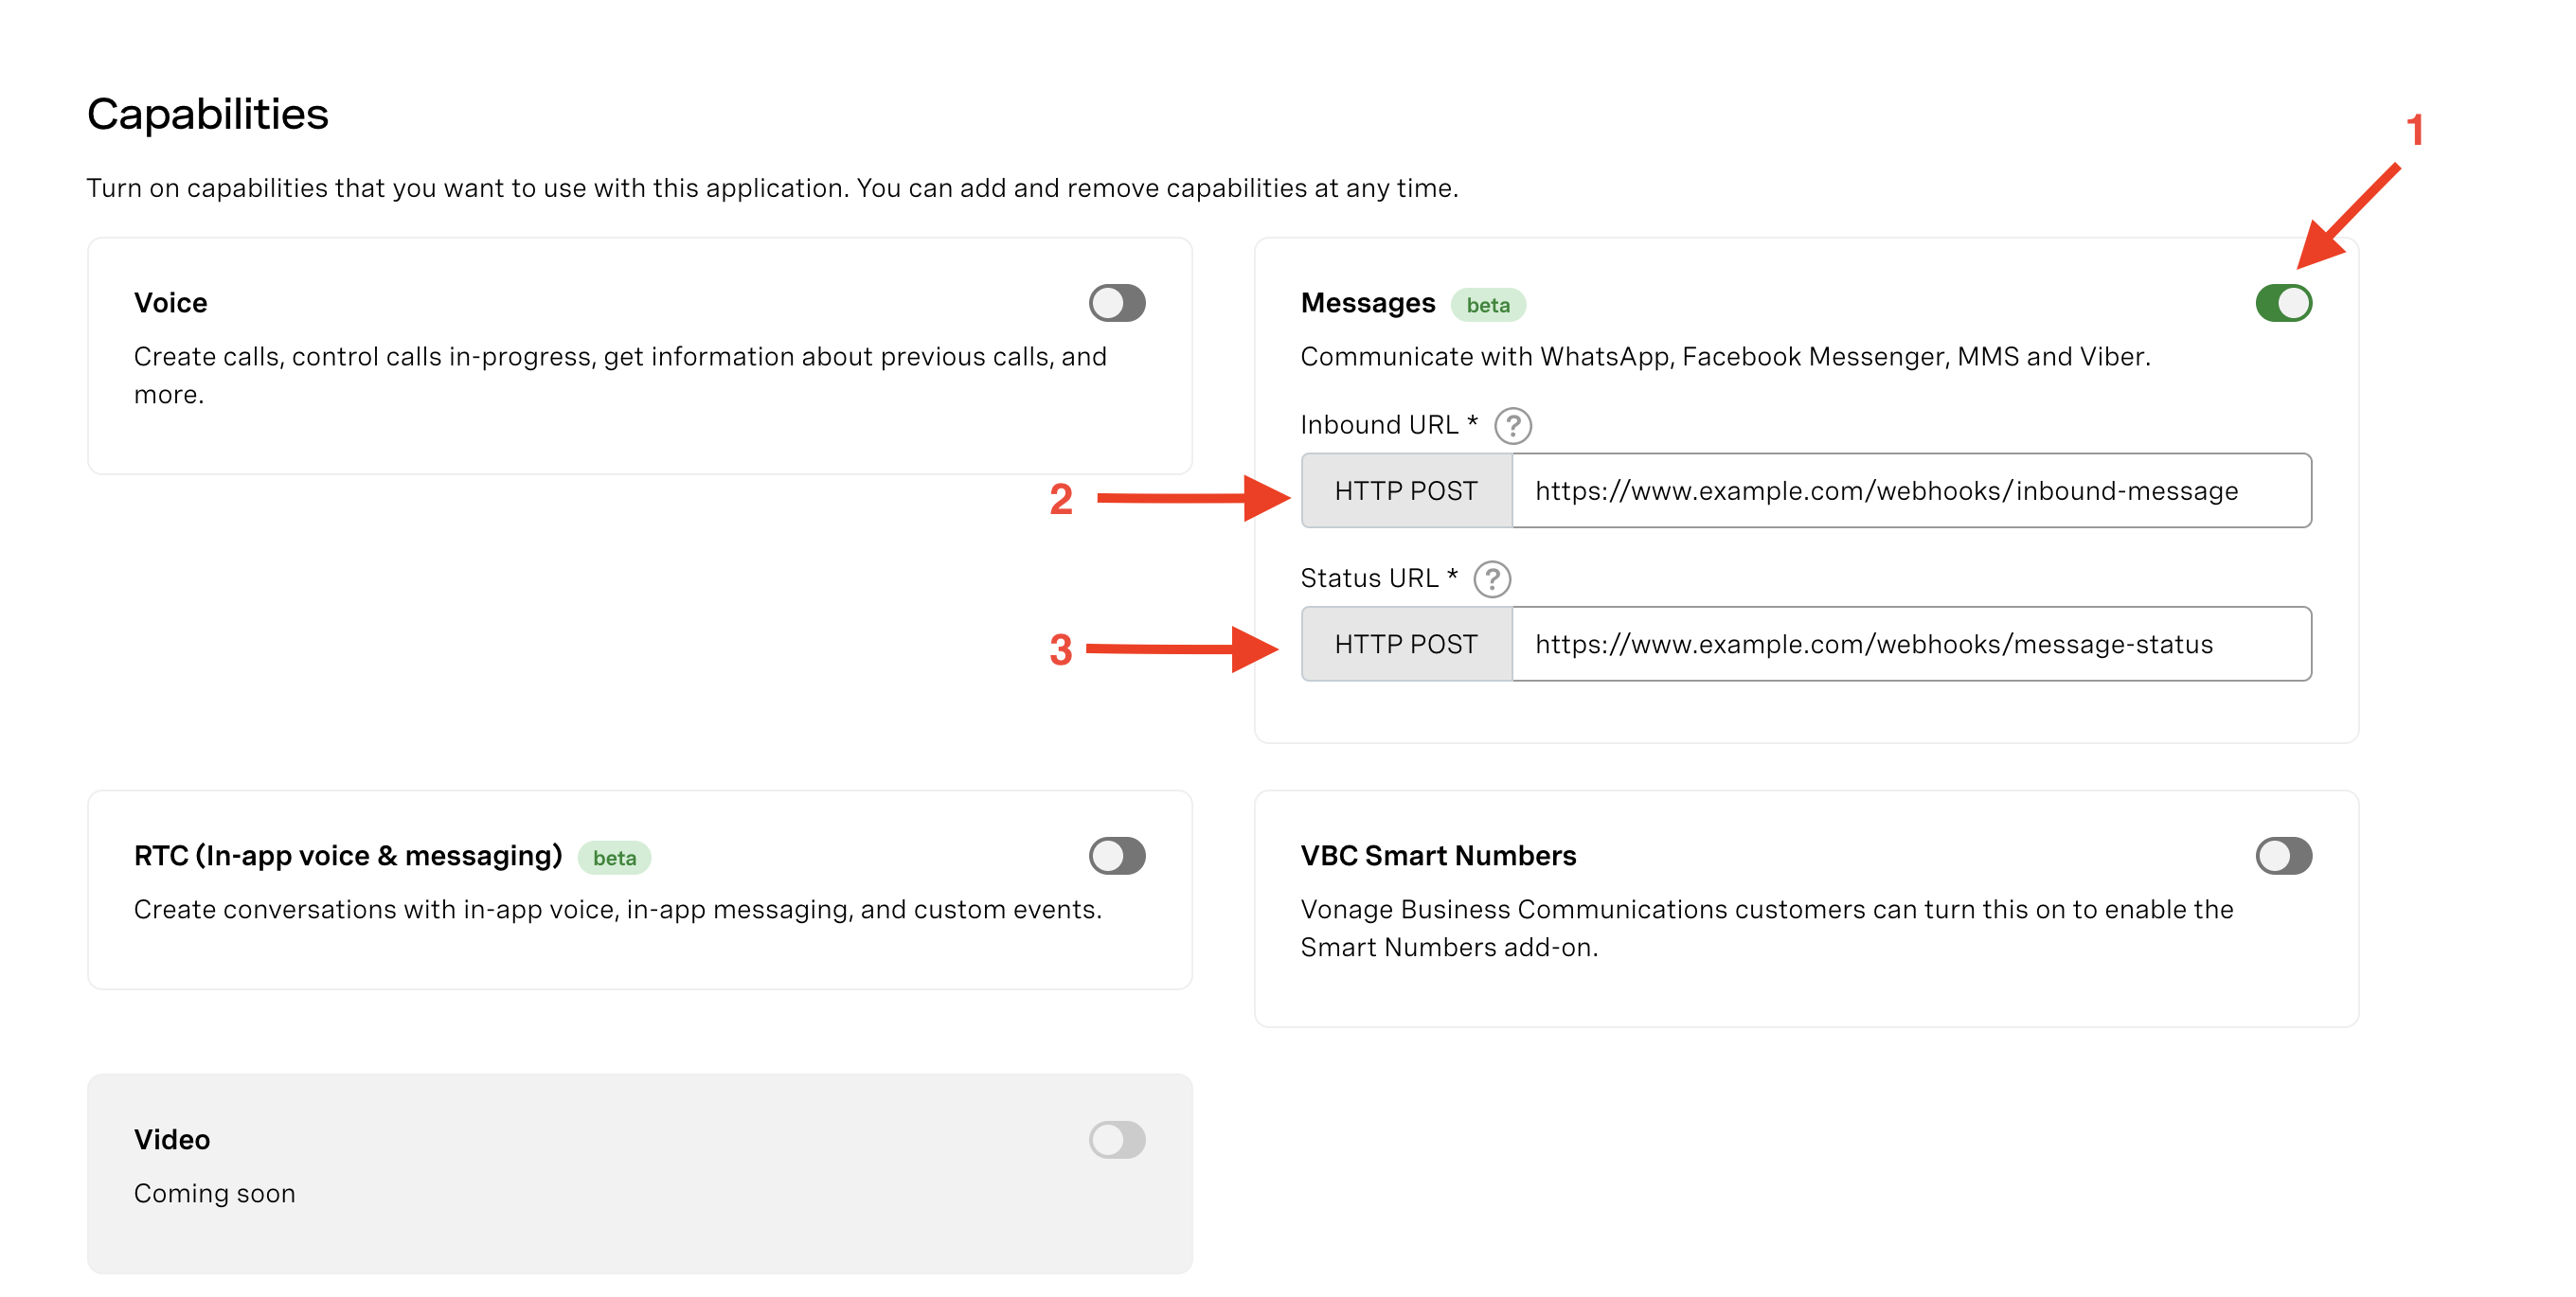 Capabilities
1
Turn on capabilities that you want to use with this application. You can add and remove capabilities at any time.
Voice
Create calls, control calls in-progress, get information about previous calls, and
more.
Messages beta
Communicate with WhatsApp, Facebook Messenger, MMS and Viber.
Inbound URL * ?
2
HTTP POST https://www.example.com/webhooks/inbound-message
Status URL * ?
3
HTTP POST https://www.example.com/webhooks/message-status
RTC (In-app voice & messaging) beta
Create conversations with in-app voice, in-app messaging, and custom events.
VBC Smart Numbers
Vonage Business Communications customers can turn this on to enable the
Smart Numbers add-on.
Video
Coming soon